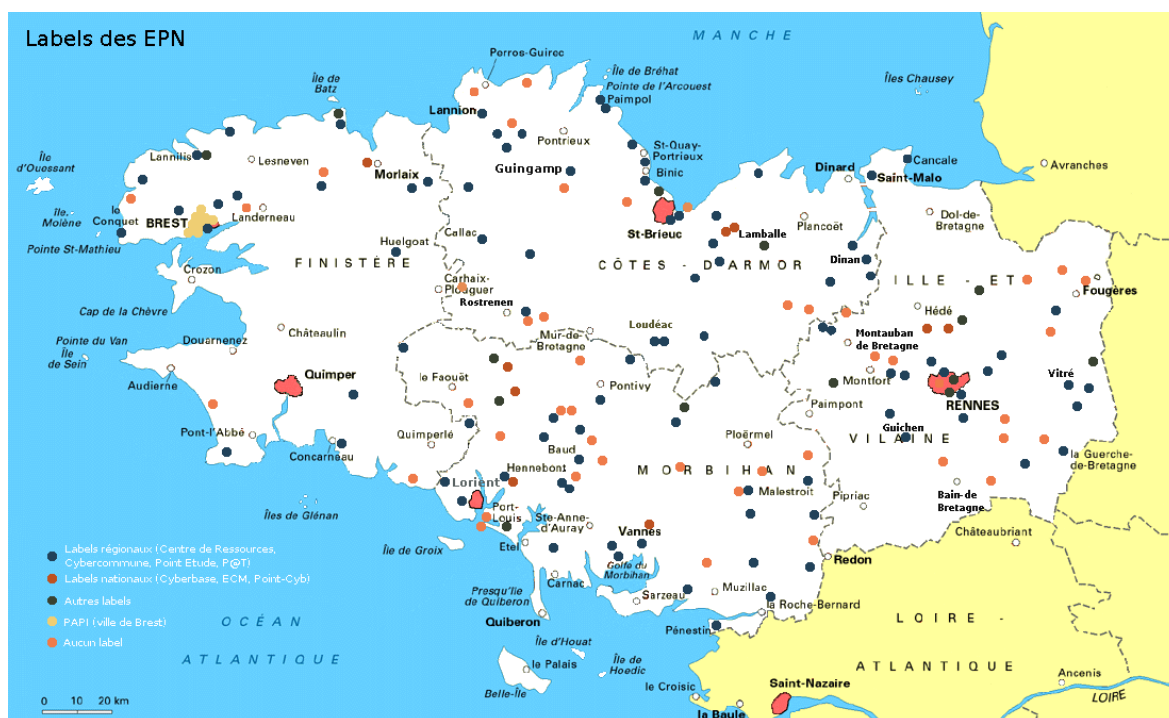 Labels des EPN
MANCHE
Perros-Guirec
Île de Bréhat
Pointe de l'Arcouest
Paimpol
Île de
Batz
Îles Chausey
Lannion
Pontrieux
St-Quay-
Portrieux
Binic
Dinard
Cancale
Saint-Malo
Avranches
Île
d'Ouessant
Lannilis
Lesneven
Morlaix
Guingamp
île.
Moiène
le
Conquet
BREST
Landerneau
Pointe St-Mathieu
Huelgoat
Callac
St-Brieuc
Lamballe
Plancoët
Dol-de-
Bretagne
Dinan
Crozon
FINISTÉRE
CÔTES - D'ARMOR
ILLE - ET
Carhaix-
Plouguer
Rostrenen
Fougères
Cap de la Chèvre
Châteaulin
Hédé
Pointe du Van
Île
de Sein
Douarnenez
Mur-de-
Bretagne
Loudéac
Montauban
de Bretagne
Audierne
Quimper
le Faouët
Pontivy
Montfort
RENNES
Vitré
Paimpont
Pont-l'Abbé
Concarneau
Quimperlé
Baud
Ploërmel
Guichen
VILAINE
la Guerche-
de-Bretagne
Hennebont
MORBIHAN
Lorient
Malestroit
Pipriac
Bain-de
Bretagne
Îles de Glénan
Port-
Louis
Ste-Anne-
d'Auray
Vannes
Châteaubriant
Île de Groix
Etel
Golfe du
Morbihan
Redon
Carnac
Muzillac
Presqu'île
de Quiberon
Sarzeau
la Roche-Bernard
Quiberon
Pénestin
LOIRE -
ATLANTIQUE
Île d'Houat
Île de
Hoedic
le Palais
Belle-Île
Ancenis
le Croisic
Saint-Nazaire
la Baule
LOIRE
Labels régionaux (Centre de Ressources,
Cybercommune, Point Etude, P@T)
Labels nationaux (Cyberbase, ECM, Point-Cyb)
Autres labels
PAPI (ville de Brest)
Aucun label
OCÉAN
ATLANTIQUE
0 10 20 km